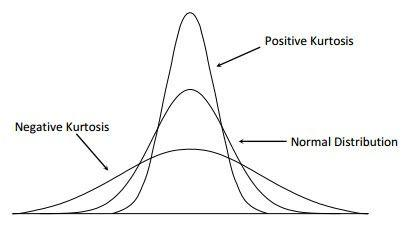 Positive Kurtosis
Negative Kurtosis
Normal Distribution